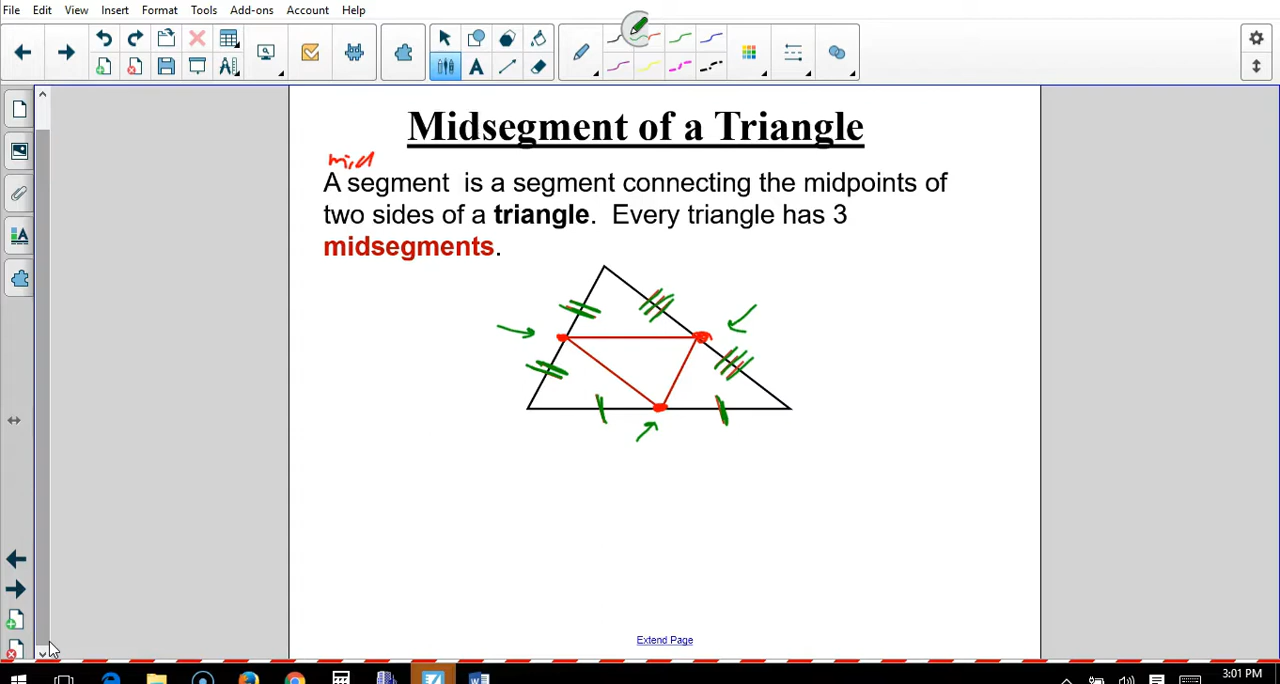 File Edit View Insert Format Tools Add-ons Account Help
Midsegment of a Triangle
mid
A segment is a segment connecting the midpoints of
two sides of a triangle. Every triangle has 3
midsegments.
Extend Page
3:01 PM